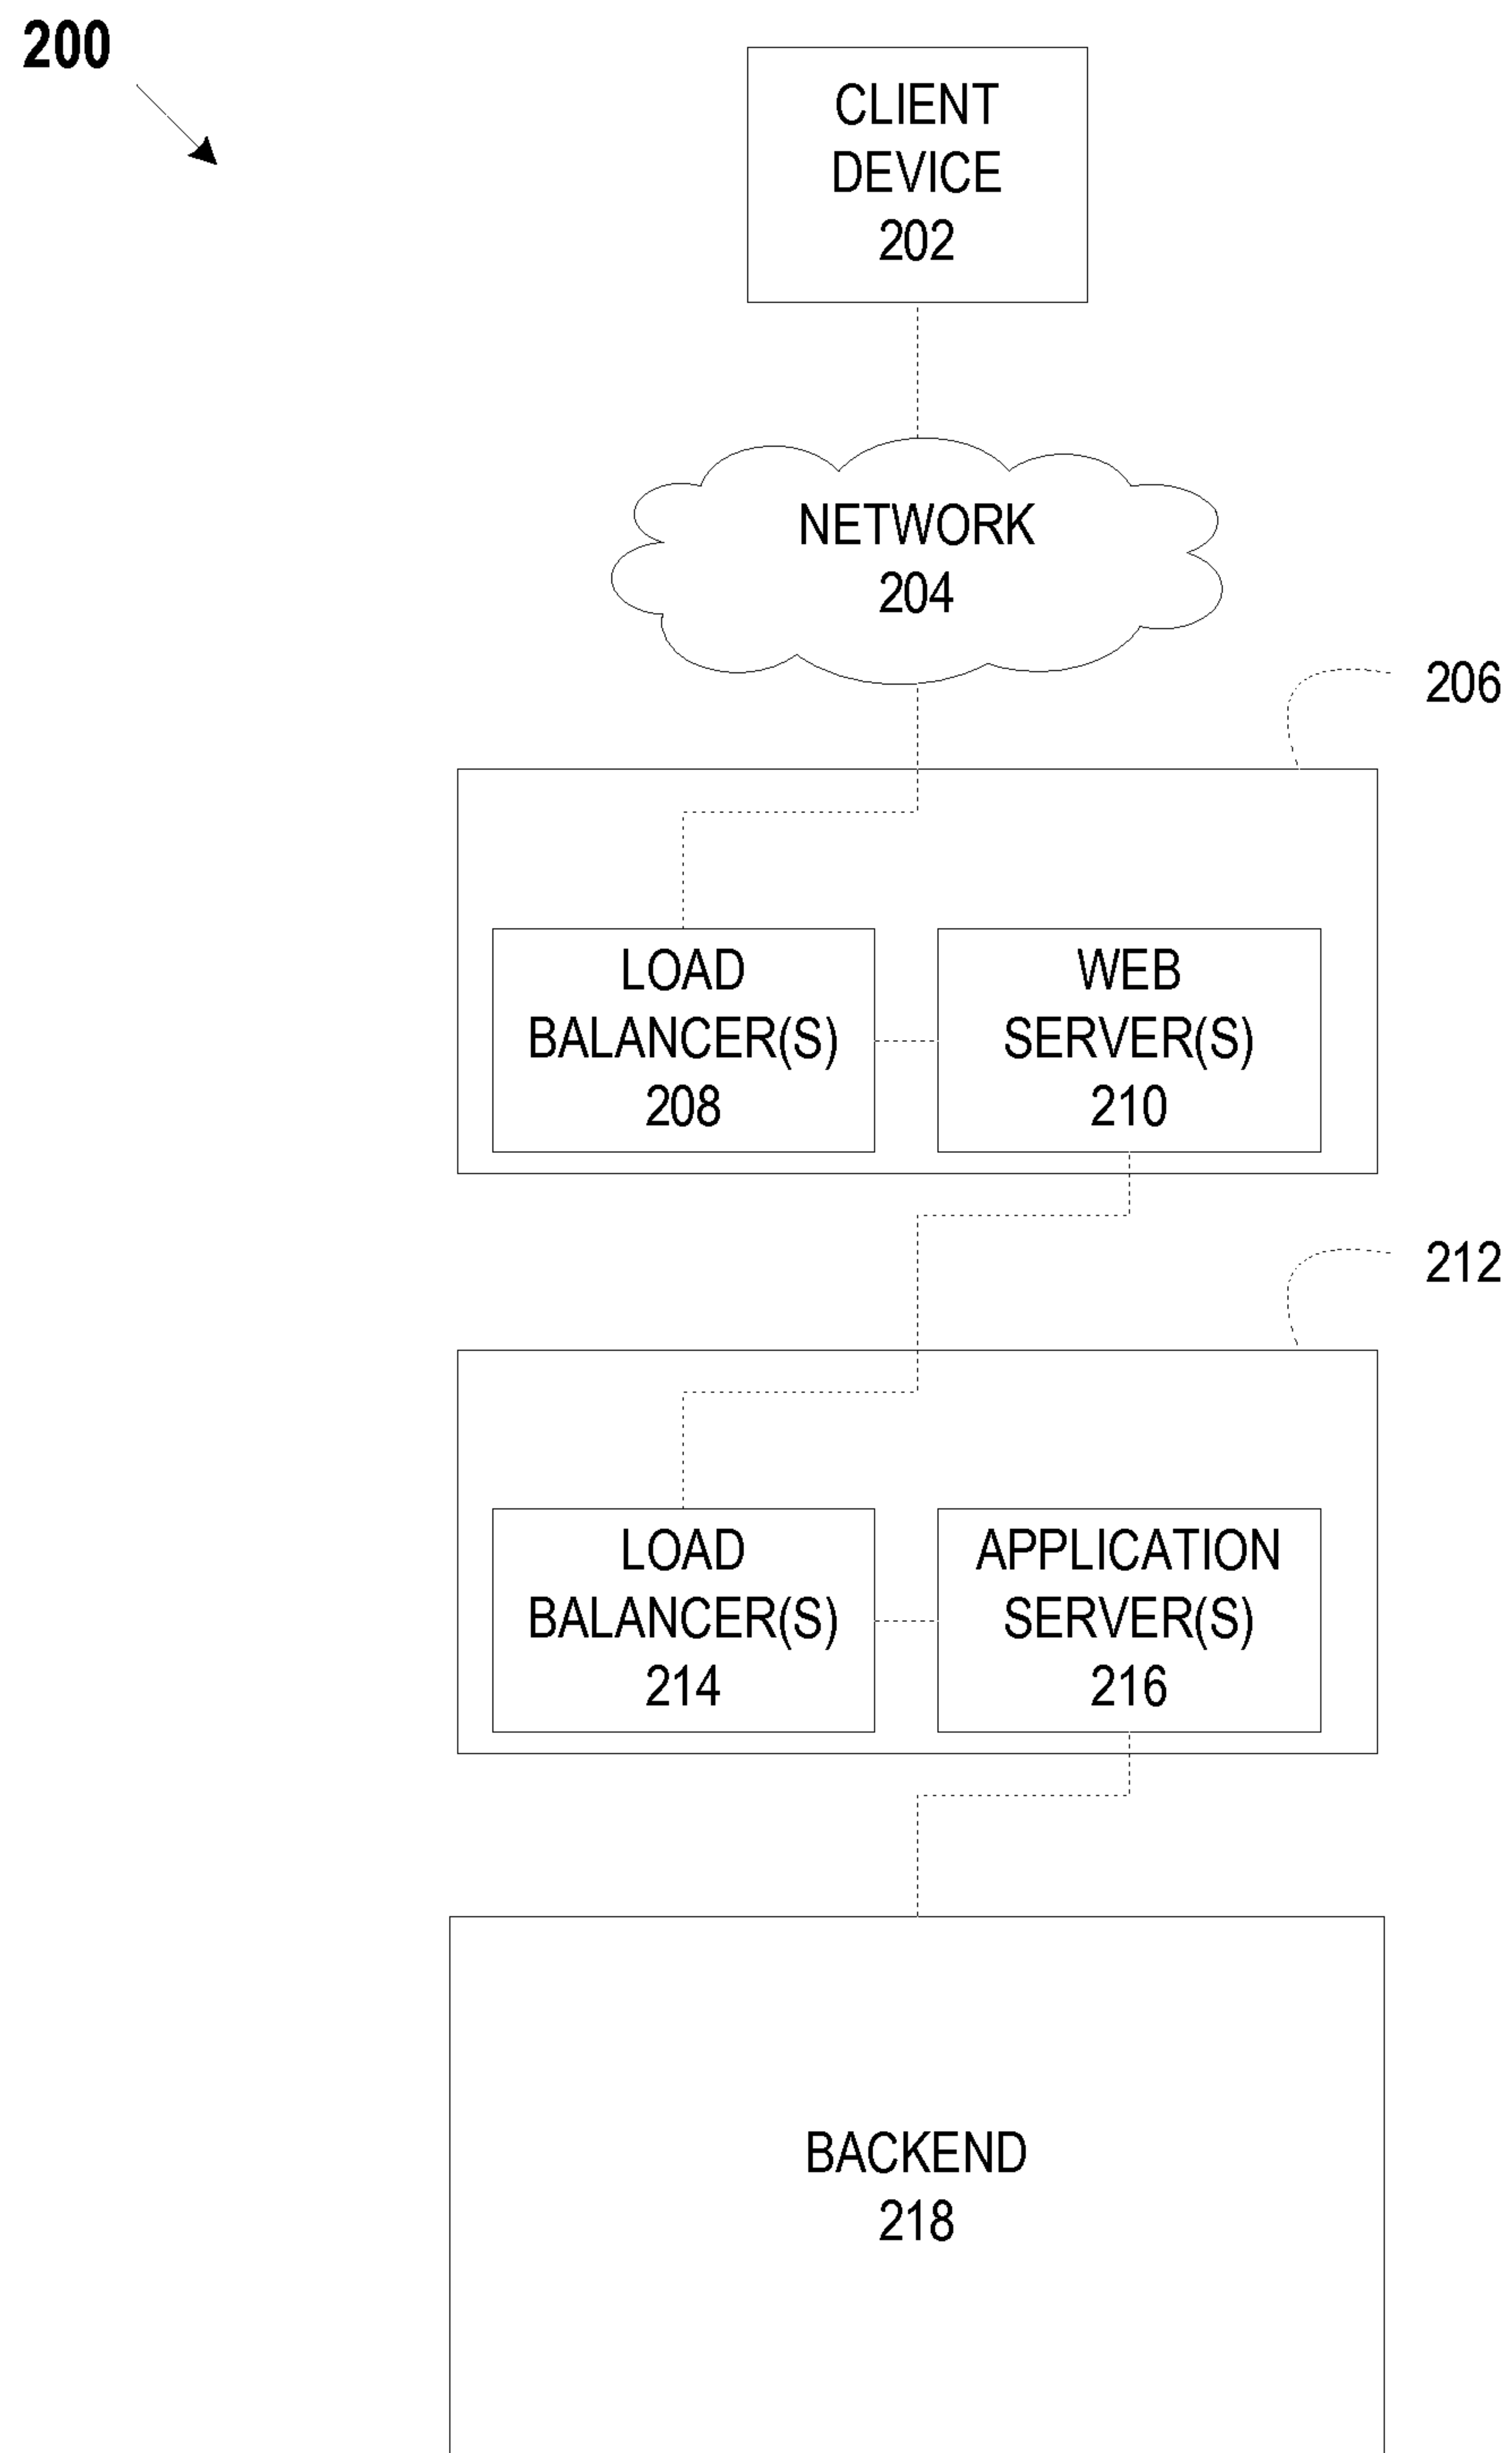 200
CLIENT
DEVICE
202
NETWORK
204
206
LOAD
BALANCER(S)
208
WEB
SERVER(S)
210
212
LOAD
BALANCER(S)
214
APPLICATION
SERVER(S)
216
BACKEND
218